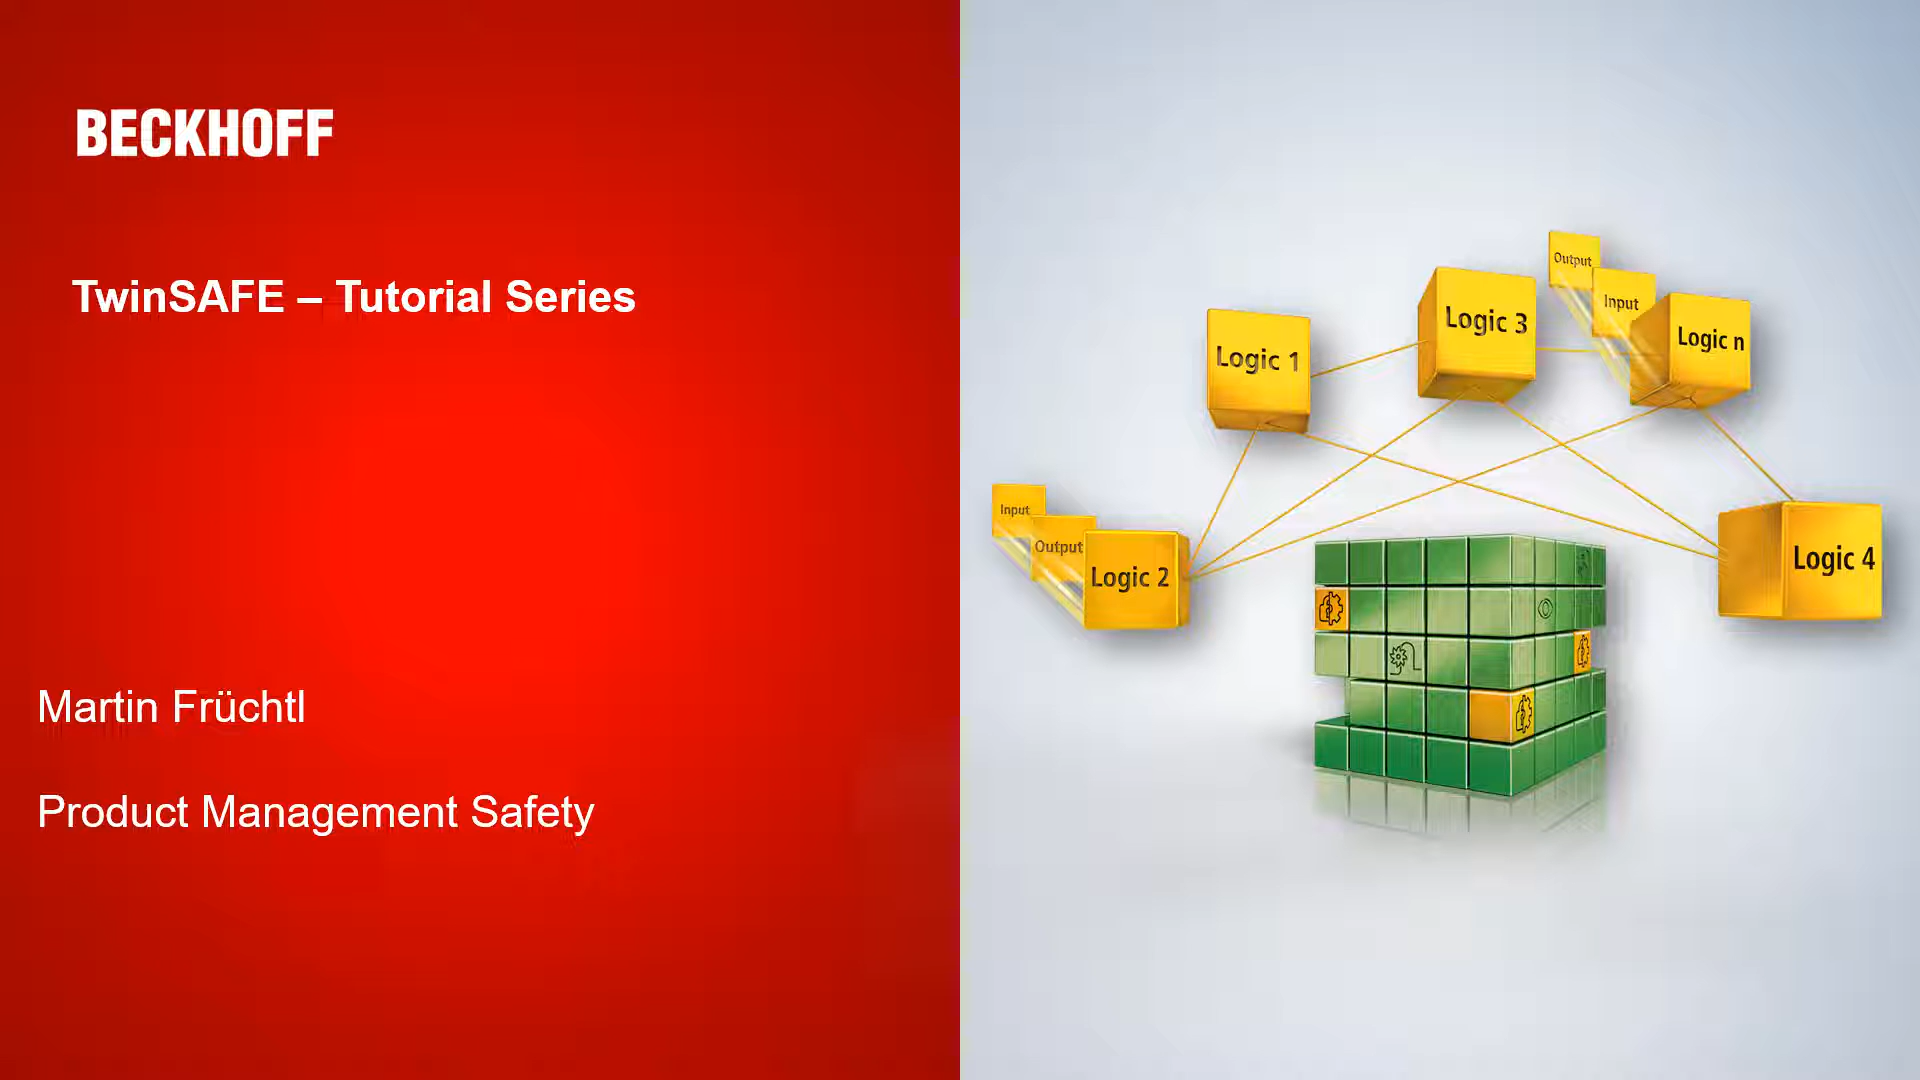 BECKHOFF
TwinSAFE – Tutorial Series
Martin Früchtl
Product Management Safety
Output
Input
Logic n
Logic 3
Logic 1
Input
Output
Logic 2
Logic 4